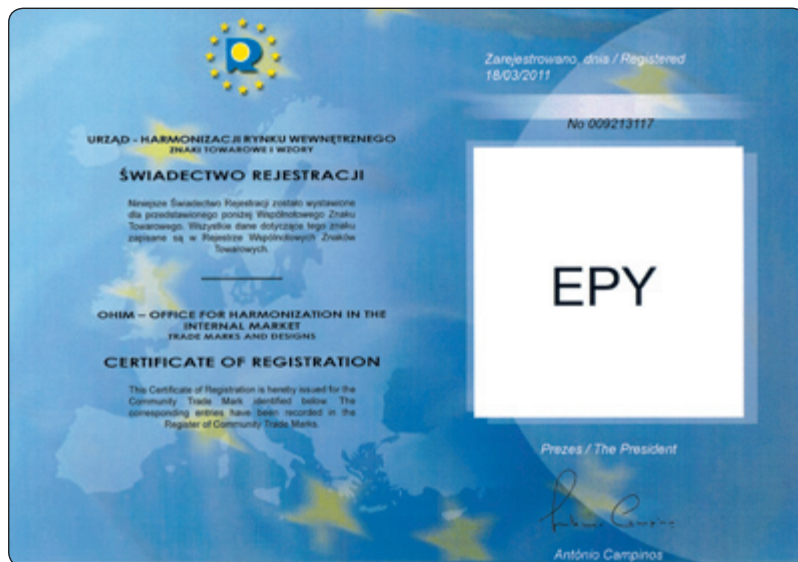 URZĄD - HARMONIZACJI RYNKU WEWNĘTRZNEGO
ZNAKI TOWAROWE I WZORY
ŚWIADECTWO REJESTRACJI
Niniejsze Świadectwo Rejestracji zostało wystawione
dla przedstawionego poniżej Wspólnotowego Znaku
Towarowego. Wszystkie dane dotyczące tego znaku
zapisane są w Rejestrze Wspólnotowych Znaków
Towarowych.
OHIM – OFFICE FOR HARMONIZATION IN THE
INTERNAL MARKET
TRADE MARKS AND DESIGNS
CERTIFICATE OF REGISTRATION
This Certificate of Registration is hereby issued for the
Community Trade Mark identified below. The
corresponding entries have been recorded in the
Register of Community Trade Marks.
Zarejestrowano, dnia / Registered
18/03/2011
No 009213117
EPY
Prezes / The President
António Campinos
António Campinos